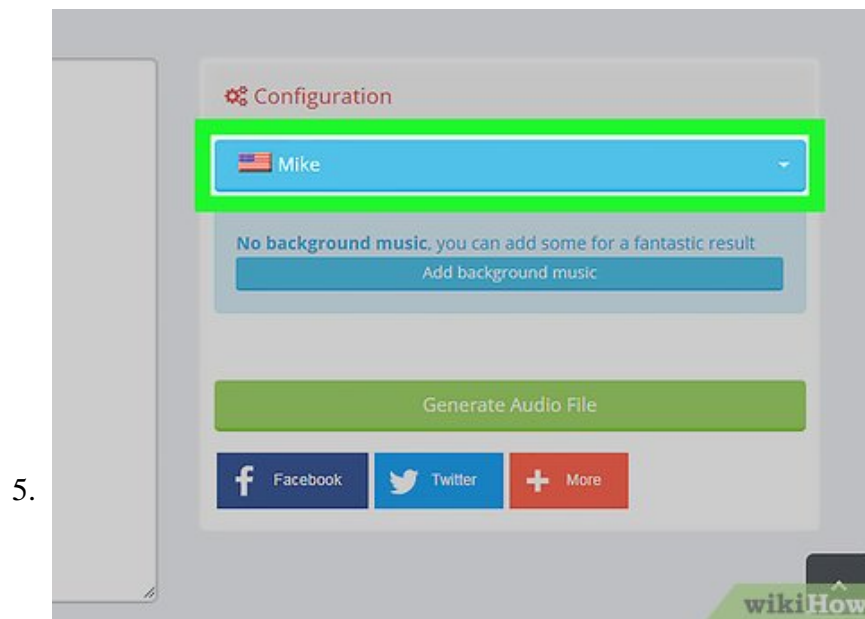 Configuration
Mike
No background music, you can add some for a fantastic result
Add background music
Generate Audio File
Facebook
Twitter
More
5.
wikiHow